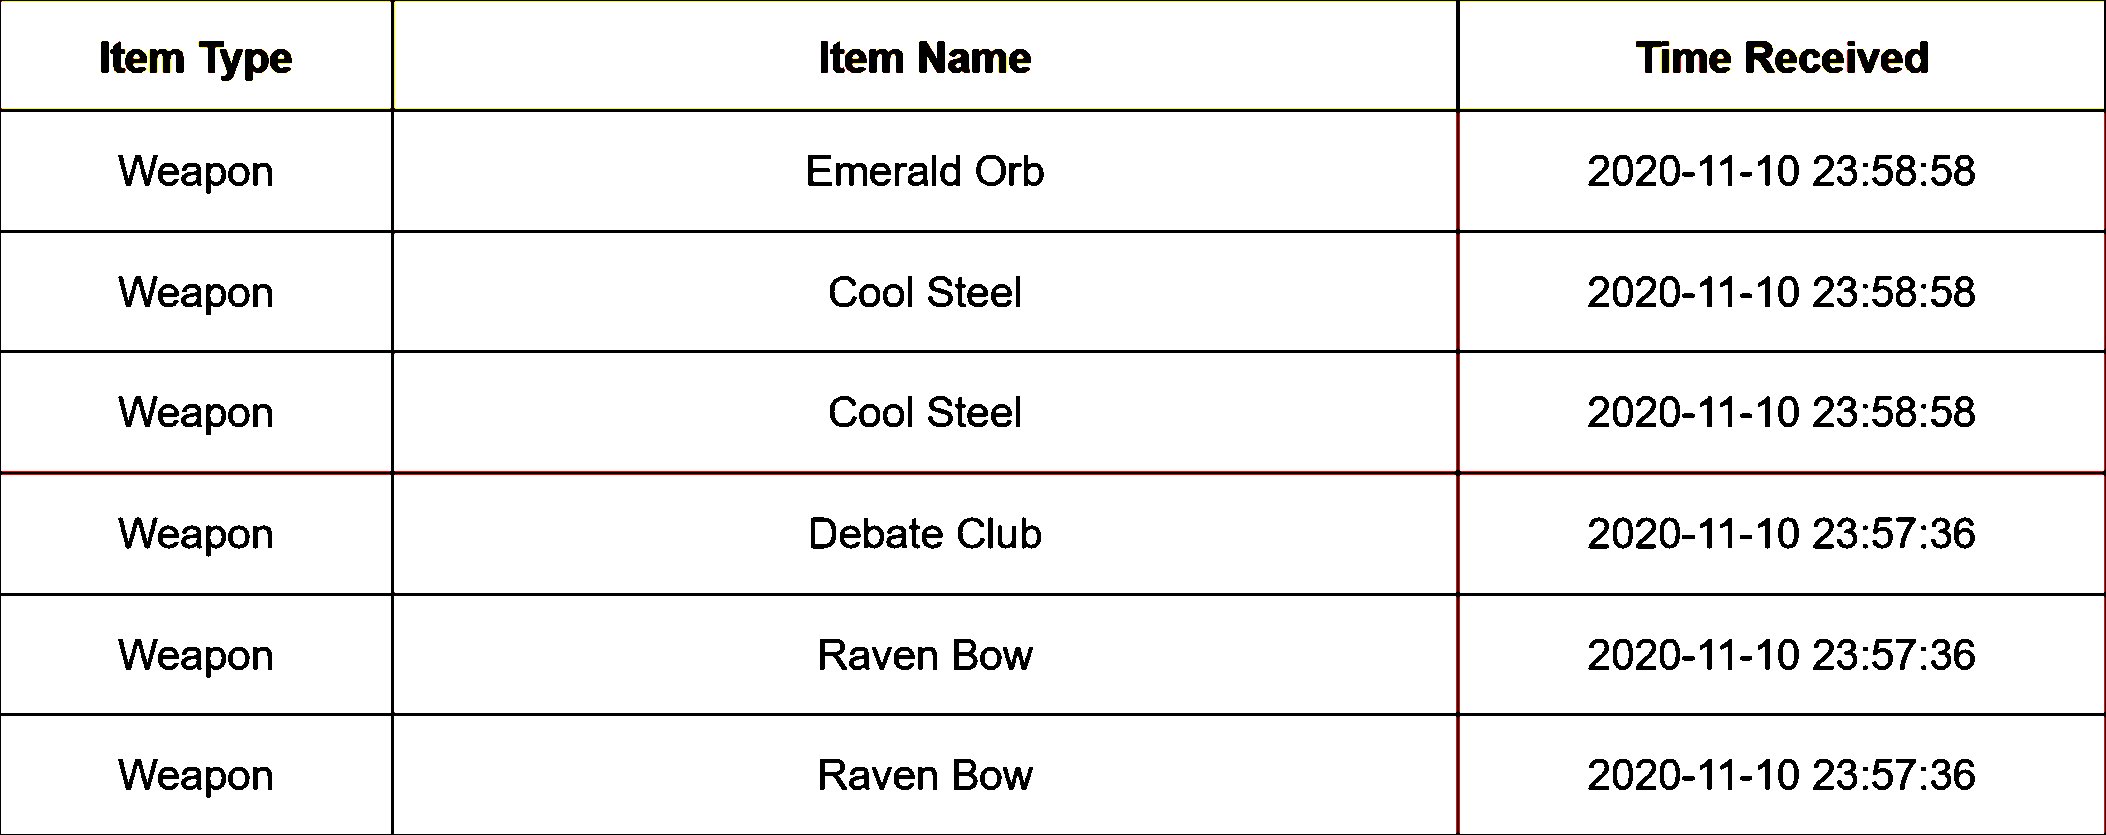 Item Type Item Name Time Received
Weapon Emerald Orb 2020-11-10 23:58:58
Weapon Cool Steel 2020-11-10 23:58:58
Weapon Cool Steel 2020-11-10 23:58:58
Weapon Debate Club 2020-11-10 23:57:36
Weapon Raven Bow 2020-11-10 23:57:36
Weapon Raven Bow 2020-11-10 23:57:36